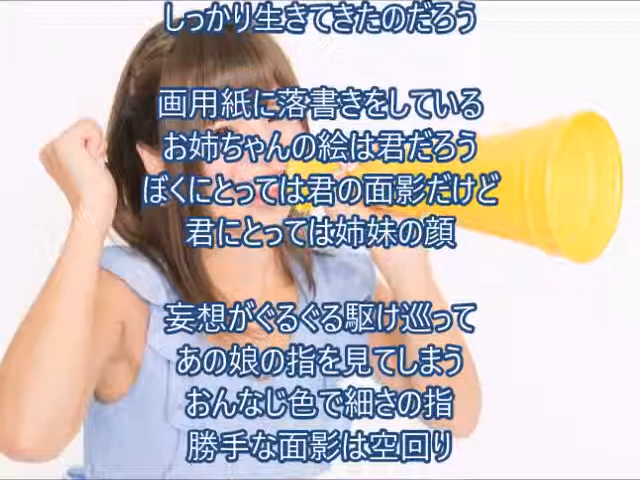 しっかり生きてきたのだろう
画用紙に落書きをしている
お姉ちゃんの絵は君だろう
ぼくにとっては君の面影だけど
君にとっては姉妹の顔
妄想がぐるぐる駆け巡って
あの娘の指を見てしまう
おんなじ色で細さの指
勝手な面影は空回り